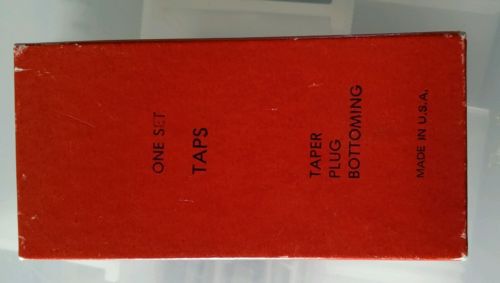 ONE SET
TAPS
TAPER
PLUG
BOTTOMING
MADE IN U.S.A.